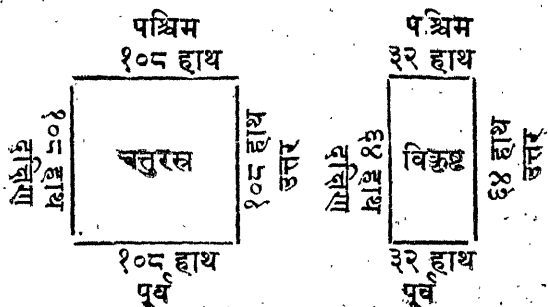 पश्चिम
१०८ हाथ
१०८ हाथ
दक्षिण
चतुरस्र
१०८ हाथ
उत्तर
१०८ हाथ
पूर्व
पश्चिम
३२ हाथ
६४ हाथ
दक्षिण
विकृष्ट
६४ हाथ
उत्तर
३२ हाथ
पूर्व